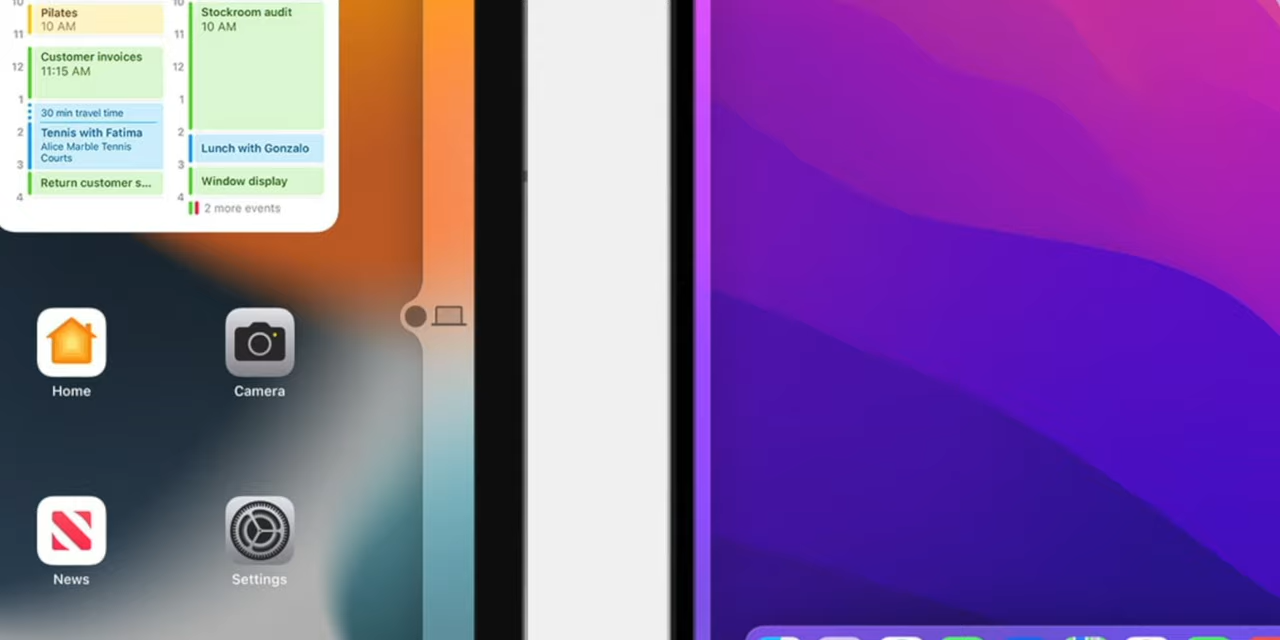 10
Pilates
10 AM
11
Customer invoices
11:15 AM
12
1
30 min travel time
2
Tennis with Fatima
Alice Marble Tennis
Courts
3
Return customer s...
4
10
Stockroom audit
10 AM
11
12
1
2
Lunch with Gonzalo
3
Window display
4
2 more events
Home
Camera
News
Settings